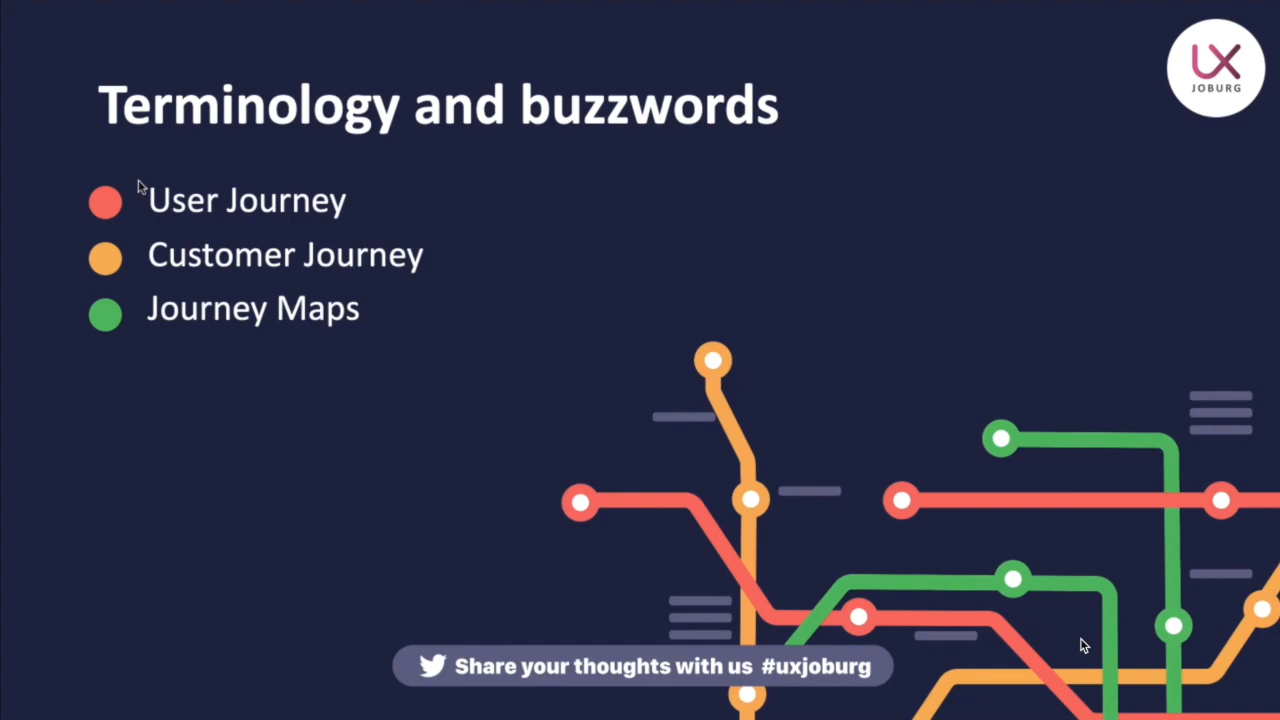 UX
JOBURG
Terminology and buzzwords
User Journey
Customer Journey
Journey Maps
Share your thoughts with us #uxjoburg